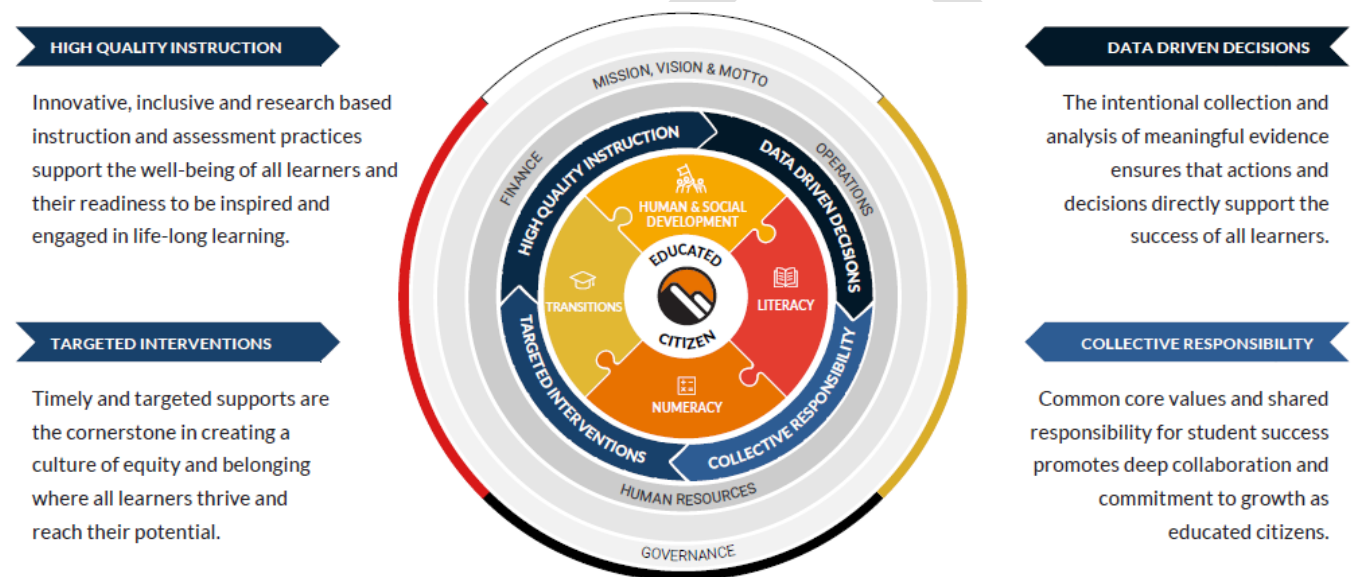 HIGH QUALITY INSTRUCTION
Innovative, inclusive and research based
instruction and assessment practices
support the well-being of all learners and
their readiness to be inspired and
engaged in life-long learning.
TARGETED INTERVENTIONS
Timely and targeted supports are
the cornerstone in creating a
culture of equity and belonging
where all learners thrive and
reach their potential.
MISSION, VISION & MOTTO
FINANCE
OPERATIONS
HIGH QUALITY INSTRUCTION
DATA DRIVEN DECISIONS
HUMAN & SOCIAL
DEVELOPMENT
EDUCATED
TRANSITIONS
LITERACY
CITIZEN
NUMERACY
TARGETED INTERVENTIONS
COLLECTIVE RESPONSIBILITY
HUMAN RESOURCES
GOVERNANCE
DATA DRIVEN DECISIONS
The intentional collection and
analysis of meaningful evidence
ensures that actions and
decisions directly support the
success of all learners.
COLLECTIVE RESPONSIBILITY
Common core values and shared
responsibility for student success
promotes deep collaboration and
commitment to growth as
educated citizens.